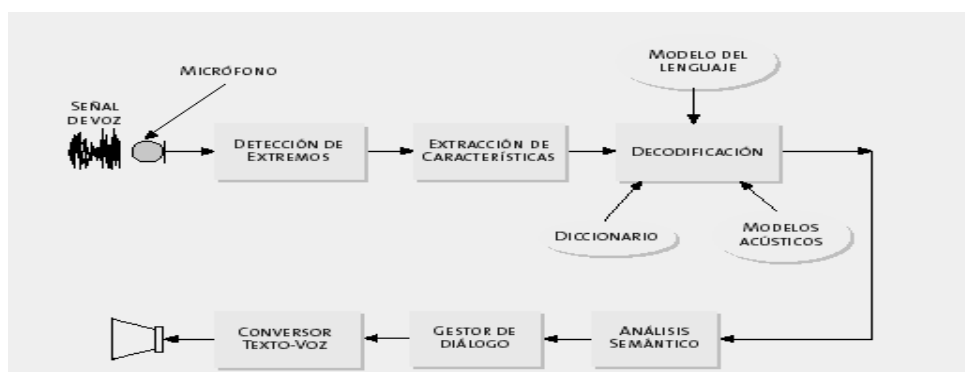 MICRÓFONO
SEÑAL
DE VOZ
DETECCIÓN DE
EXTREMOS
EXTRACCIÓN DE
CARACTERÍSTICAS
MODELO DEL
LENGUAJE
DECODIFICACIÓN
DICCIONARIO
MODELOS
ACÚSTICOS
CONVERSOR
TEXTO-VOZ
GESTOR DE
DIÁLOGO
ANÁLISIS
SEMÁNTICO